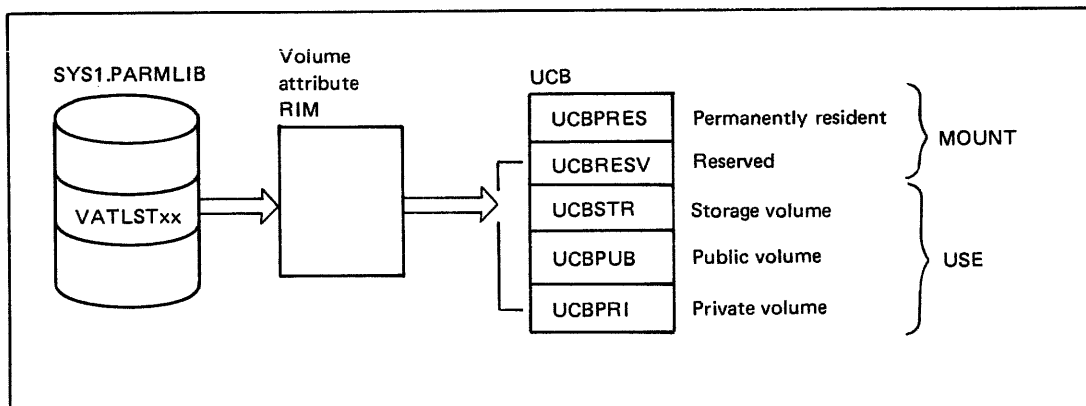 SYS1.PARMLIB
VATLSTxx
Volume
attribute
RIM
UCB
UCBPRES
Permanently resident
UCBRESV
Reserved
MOUNT
UCBSTR
Storage volume
UCBPUB
Public volume
UCBPRI
Private volume
USE